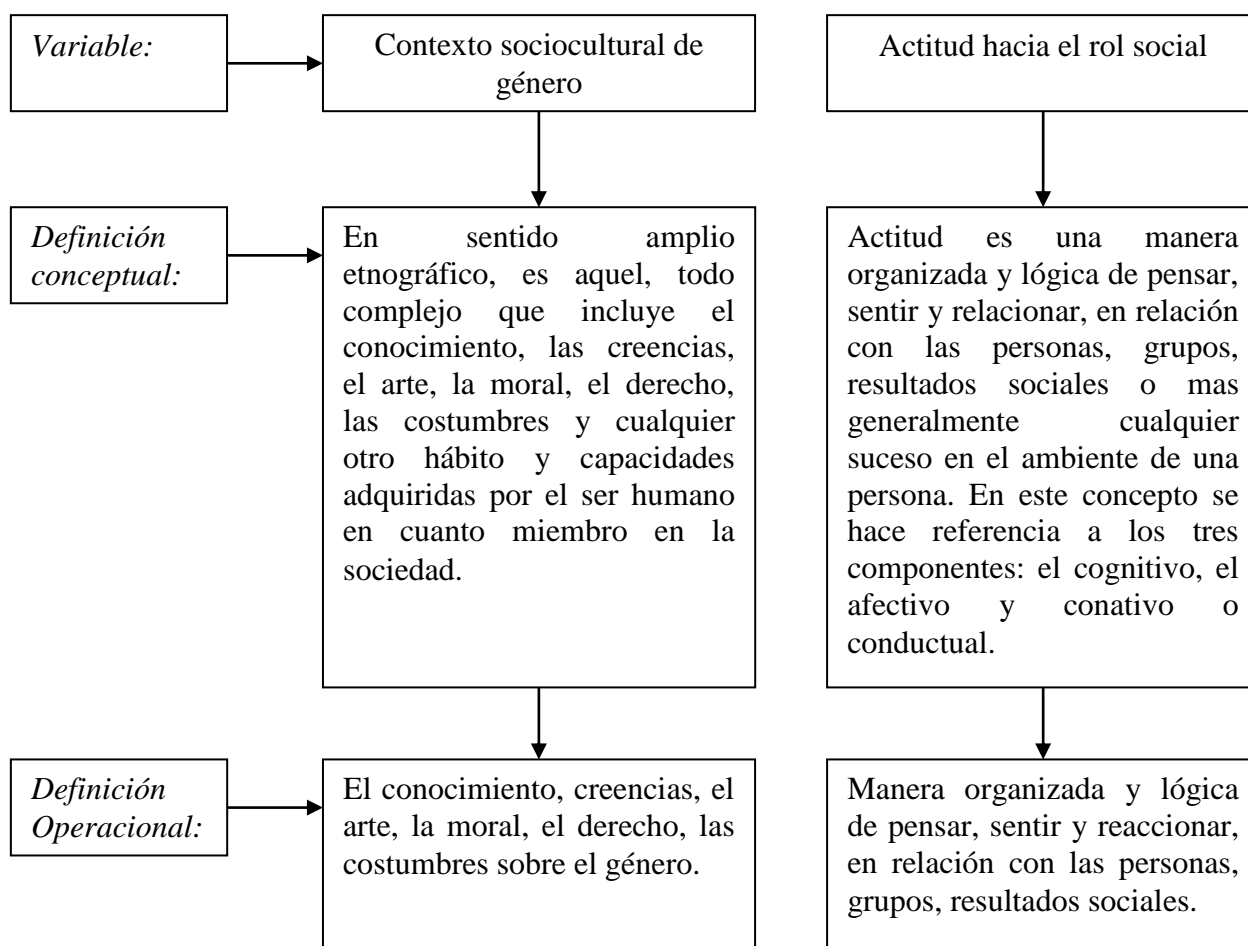 Variable:
Contexto sociocultural de
género
Actitud hacia el rol social
Definición
conceptual:
En sentido amplio
etnográfico, es aquel, todo
complejo que incluye el
conocimiento, las creencias,
el arte, la moral, el derecho,
las costumbres y cualquier
otro hábito y capacidades
adquiridas por el ser humano
en cuanto miembro en la
sociedad.
Actitud es una manera
organizada y lógica de pensar,
sentir y relacionar, en relación
con las personas, grupos,
resultados sociales o mas
generalmente cualquier
suceso en el ambiente de una
persona. En este concepto se
hace referencia a los tres
componentes: el cognitivo, el
afectivo y conativo o
conductual.
Definición
Operacional:
El conocimiento, creencias, el
arte, la moral, el derecho, las
costumbres sobre el género.
Manera organizada y lógica
de pensar, sentir y reaccionar,
en relación con las personas,
grupos, resultados sociales.